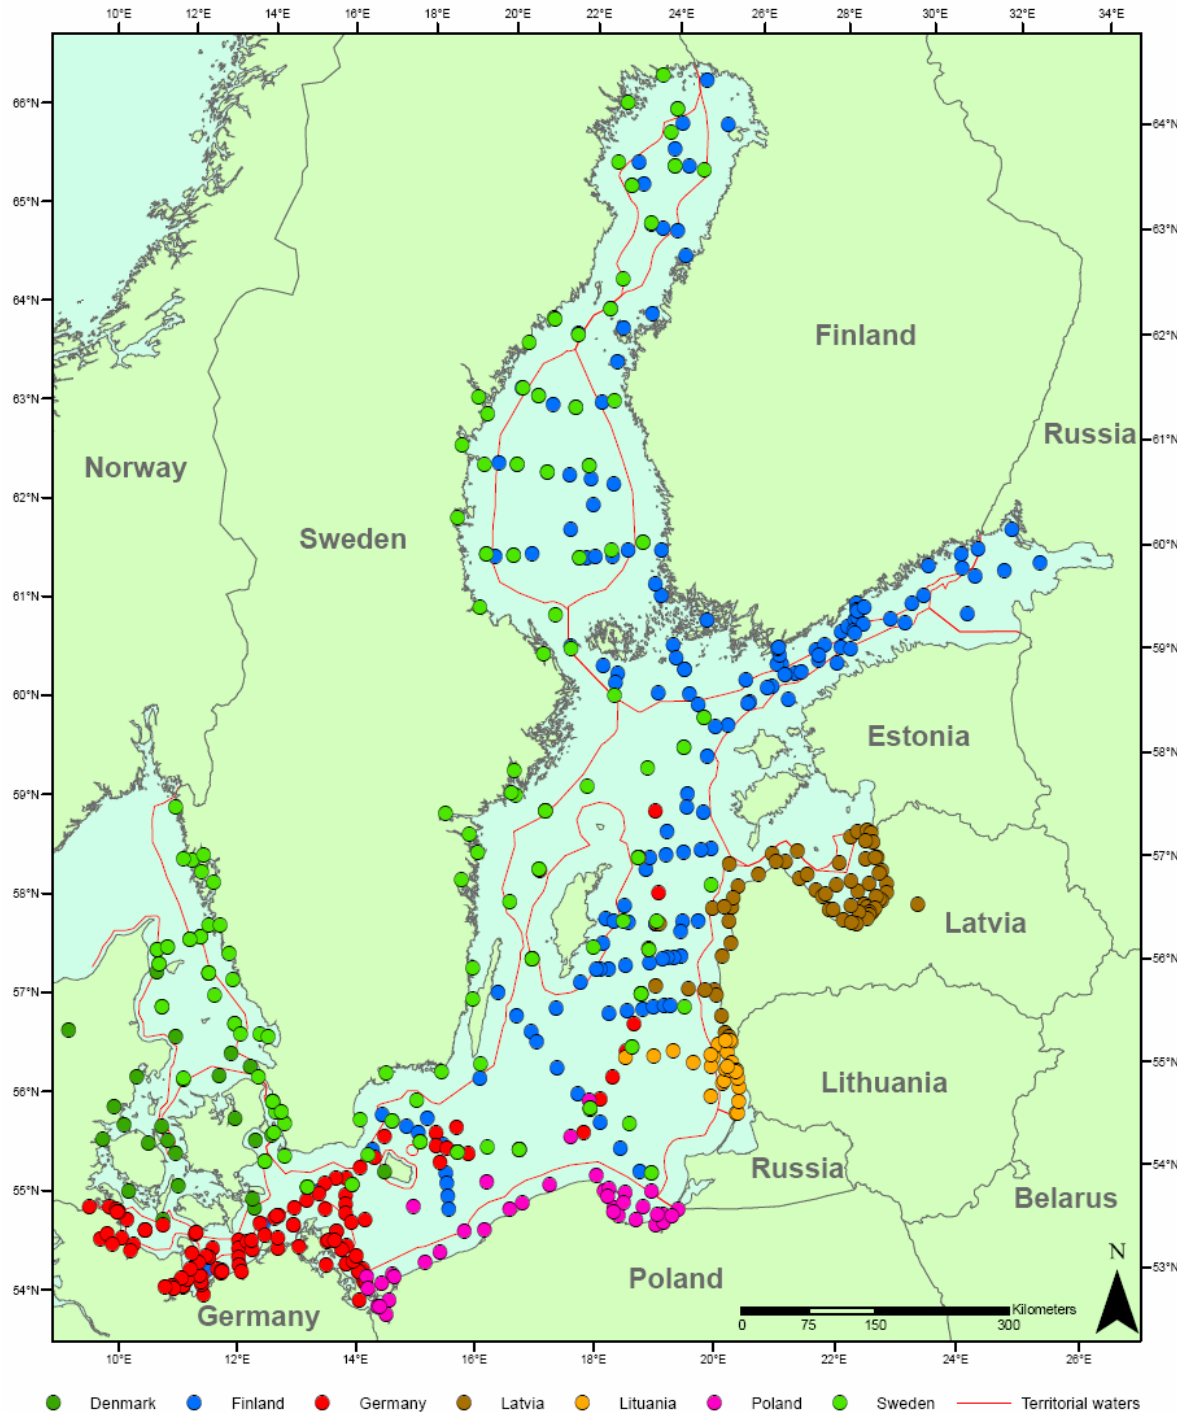 10°E 12°E 14°E 16°E 18°E 20°E 22°E 24°E 26°E 28°E 30°E 32°E 34°E
66°N
64°N
65°N
63°N
64°N
62°N
Finland
63°N
61°N
Russia
Norway
62°N
Sweden
60°N
61°N
59°N
60°N
Estonia
58°N
59°N
57°N
58°N
Latvia
56°N
57°N
55°N
Lithuania
56°N
54°N
Russia
55°N
Belarus
N
53°N
Poland
54°N
Germany
Kilometers
0 75 150 300
10°E 12°E 14°E 16°E 18°E 20°E 22°E 24°E 26°E
Denmark Finland Germany Latvia Lituania Poland Sweden Territorial waters